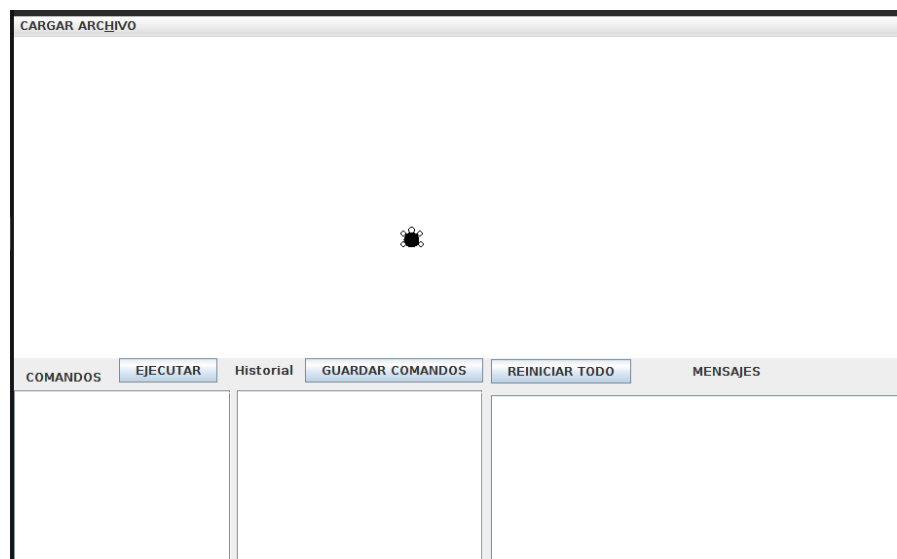 CARGAR ARCHIVO
COMANDOS
EJECUTAR
Historial
GUARDAR COMANDOS
REINICIAR TODO
MENSAJES